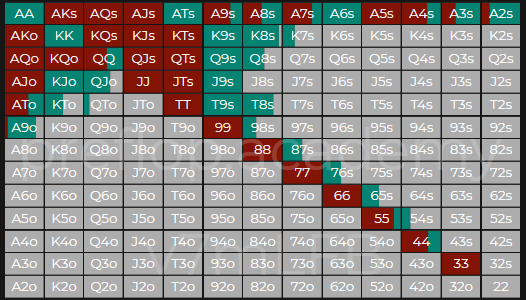 AA AKs AQs AJs ATs A9s A8s A7s A6s A5s A4s A3s A2s
AKo KK KQs KJs KTs K9s K8s K7s K6s K5s K4s K3s K2s
AQo KQo QQ QJs QTs Q9s Q8s Q7s Q6s Q5s Q4s Q3s Q2s
AJo KJo QJo JJ JTs J9s J8s J7s J6s J5s J4s J3s J2s
ATo KTo QTo JTo TT T9s T8s T7s T6s T5s T4s T3s T2s
A9o K9o Q9o J9o T9o 99 98s 97s 96s 95s 94s 93s 92s
A8o K8o Q8o J8o T8o 98o 88 87s 86s 85s 84s 83s 82s
A7o K7o Q7o J7o T7o 97o 87o 77 76s 75s 74s 73s 72s
A6o K6o Q6o J6o T6o 96o 86o 76o 66 65s 64s 63s 62s
A5o K5o Q5o J5o T5o 95o 85o 75o 65o 55 54s 53s 52s
A4o K4o Q4o J4o T4o 94o 84o 74o 64o 54o 44 43s 42s
A3o K3o Q3o J3o T3o 93o 83o 73o 63o 53o 43o 33 32s
A2o K2o Q2o J2o T2o 92o 82o 72o 62o 52o 42o 32o 22